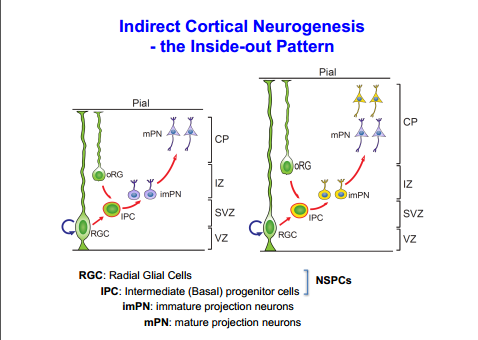 Indirect Cortical Neurogenesis
- the Inside-out Pattern
Pial
mPN
CP
oRG
IZ
imPN
IPC
SVZ
RGC
VZ
Pial
mPN
CP
oRG
IZ
imPN
IPC
SVZ
RGC
VZ
RGC: Radial Glial Cells
IPC: Intermediate (Basal) progenitor cells
NSPCs
imPN: immature projection neurons
mPN: mature projection neurons